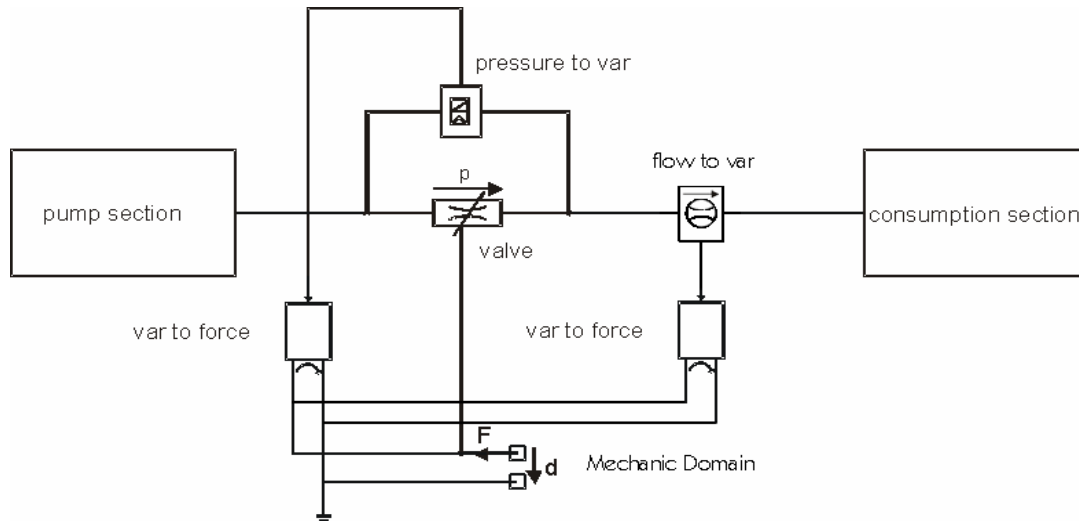 pressure to var
flow to var
pump section
p
valve
consumption section
var to force
var to force
F
d
Mechanic Domain